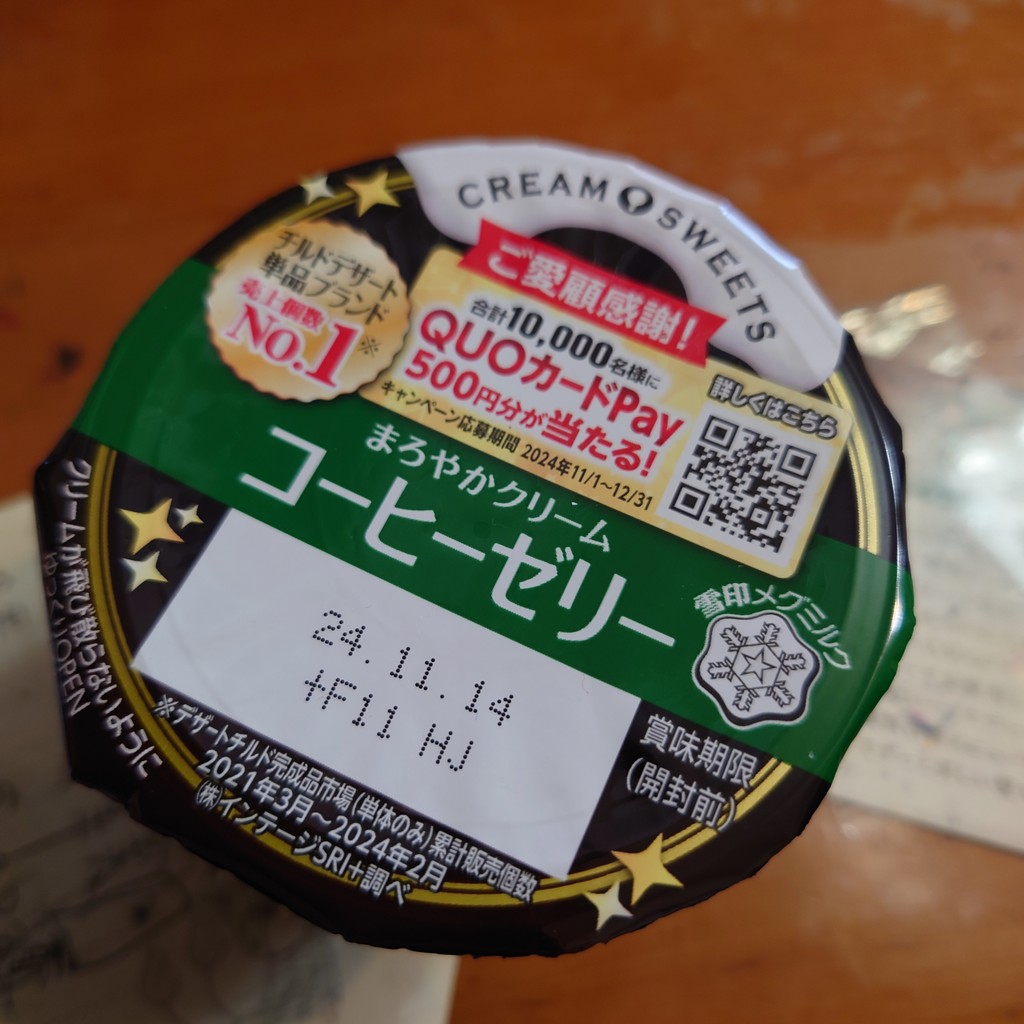 CREAM SWEETS
チルドデザート
単品ブランド
売上個数
No.1※
ご愛顧感謝!
合計10,000名様に
QUOカードPay
500円分が当たる!
キャンペーン応募期間 2024年11/1~12/31
詳しくはこちら
まろやかクリーム
コーヒーゼリー
雪印メグミルク
24.11.14
+F11 HJ
賞味期限
(開封前)
※デザートチルド完成品市場(単体のみ)累計販売個数
2021年3月~2024年2月
(株)インテージSRI+調べ
クリームが飛び散らないように
ゆっくりOPEN